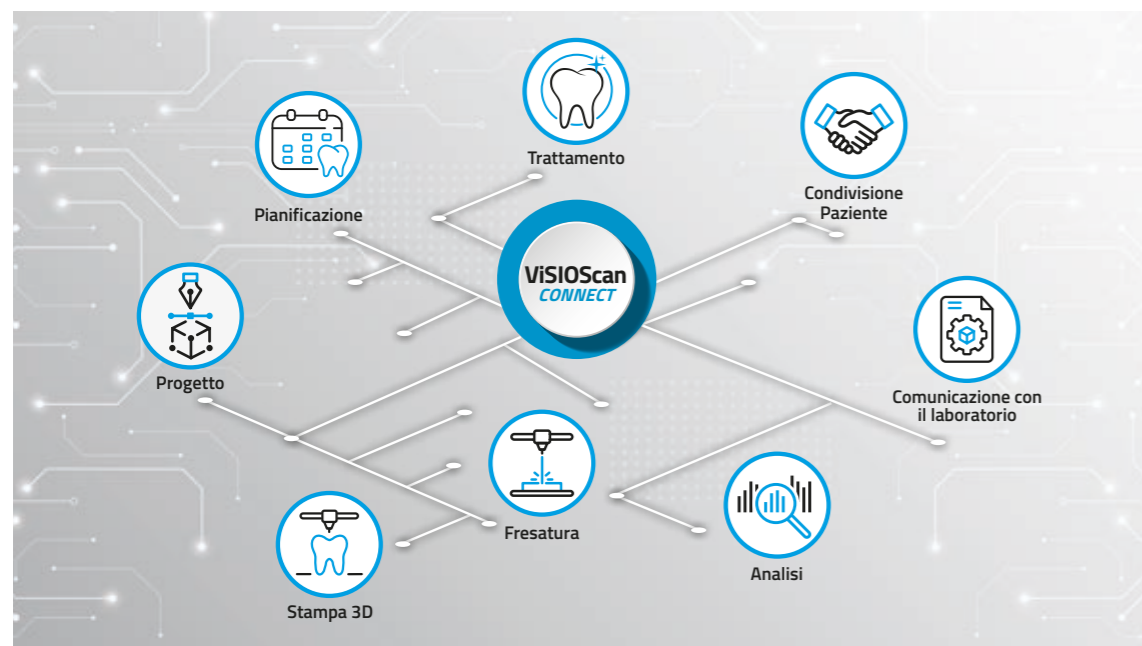 Trattamento
Pianificazione
Condivisione
Paziente
ViSIOScan
CONNECT
Progetto
Comunicazione con
il laboratorio
Fresatura
Analisi
Stampa 3D